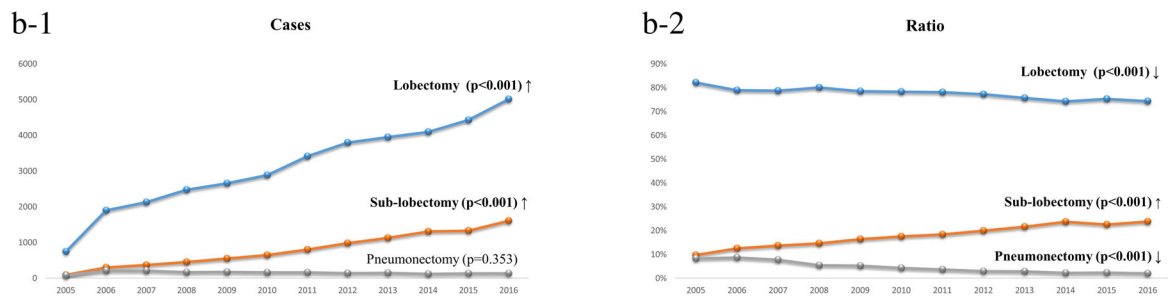 b-1
Cases
6000
5000
4000
3000
2000
1000
0
Lobectomy (p<0.001) ↑
Sub-lobectomy (p<0.001) ↑
Pneumonectomy (p=0.353)
2005 2006 2007 2008 2009 2010 2011 2012 2013 2014 2015 2016
b-2
Ratio
90%
80%
70%
60%
50%
40%
30%
20%
10%
0%
Lobectomy (p<0.001) ↓
Sub-lobectomy (p<0.001) ↑
Pneumonectomy (p<0.001) ↓
2005 2006 2007 2008 2009 2010 2011 2012 2013 2014 2015 2016